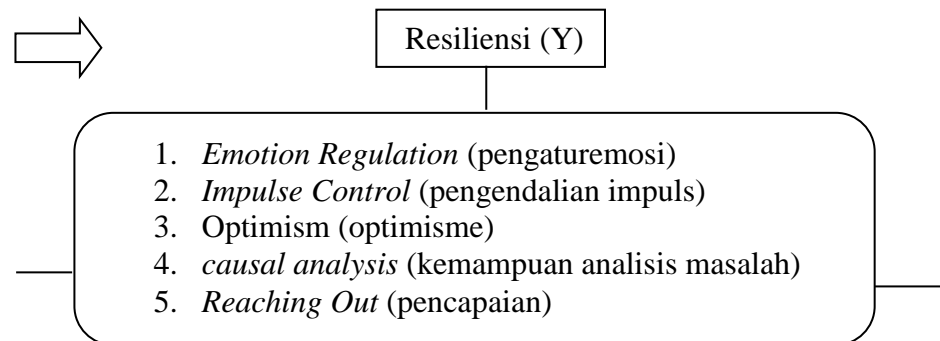 Resiliensi (Y)
1. Emotion Regulation (pengaturemosi)
2. Impulse Control (pengendalian impuls)
3. Optimism (optimisme)
4. causal analysis (kemampuan analisis masalah)
5. Reaching Out (pencapaian)